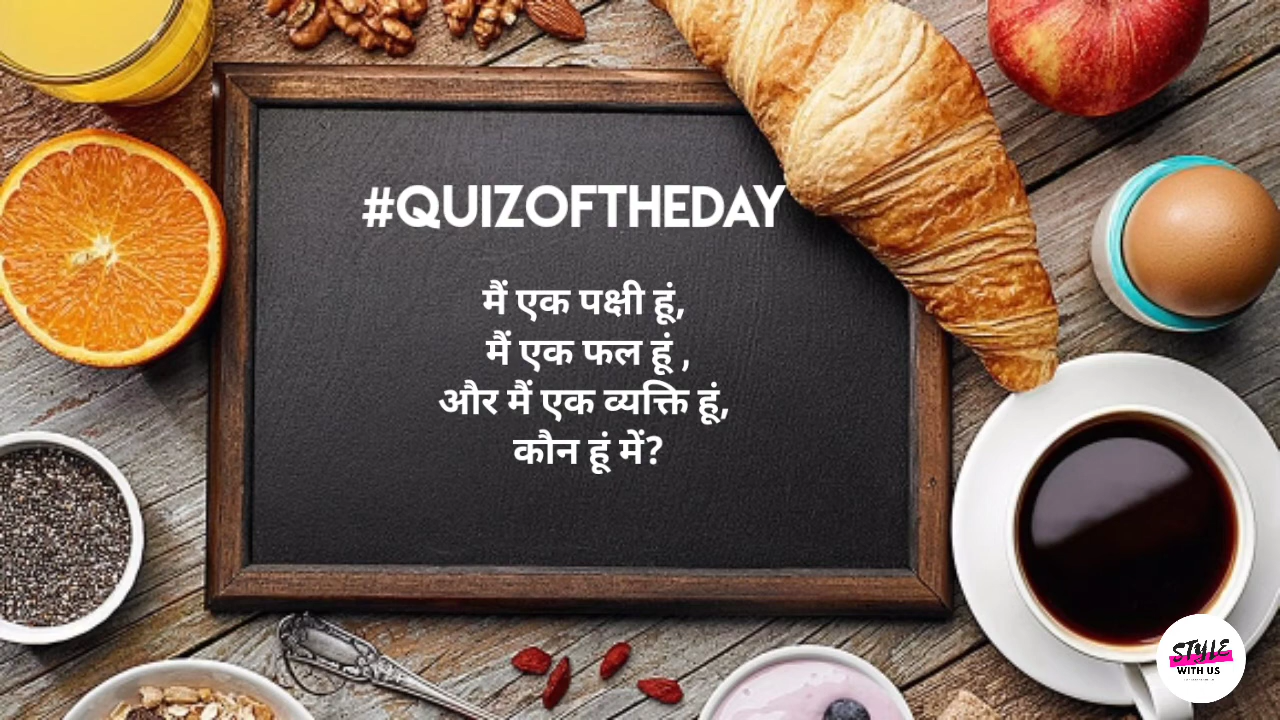 #QUIZOFTHEDAY
मैं एक पक्षी हूं,
मैं एक फल हूं ,
और मैं एक व्यक्ति हूं,
कौन हूं में?
STYLE
WITH US